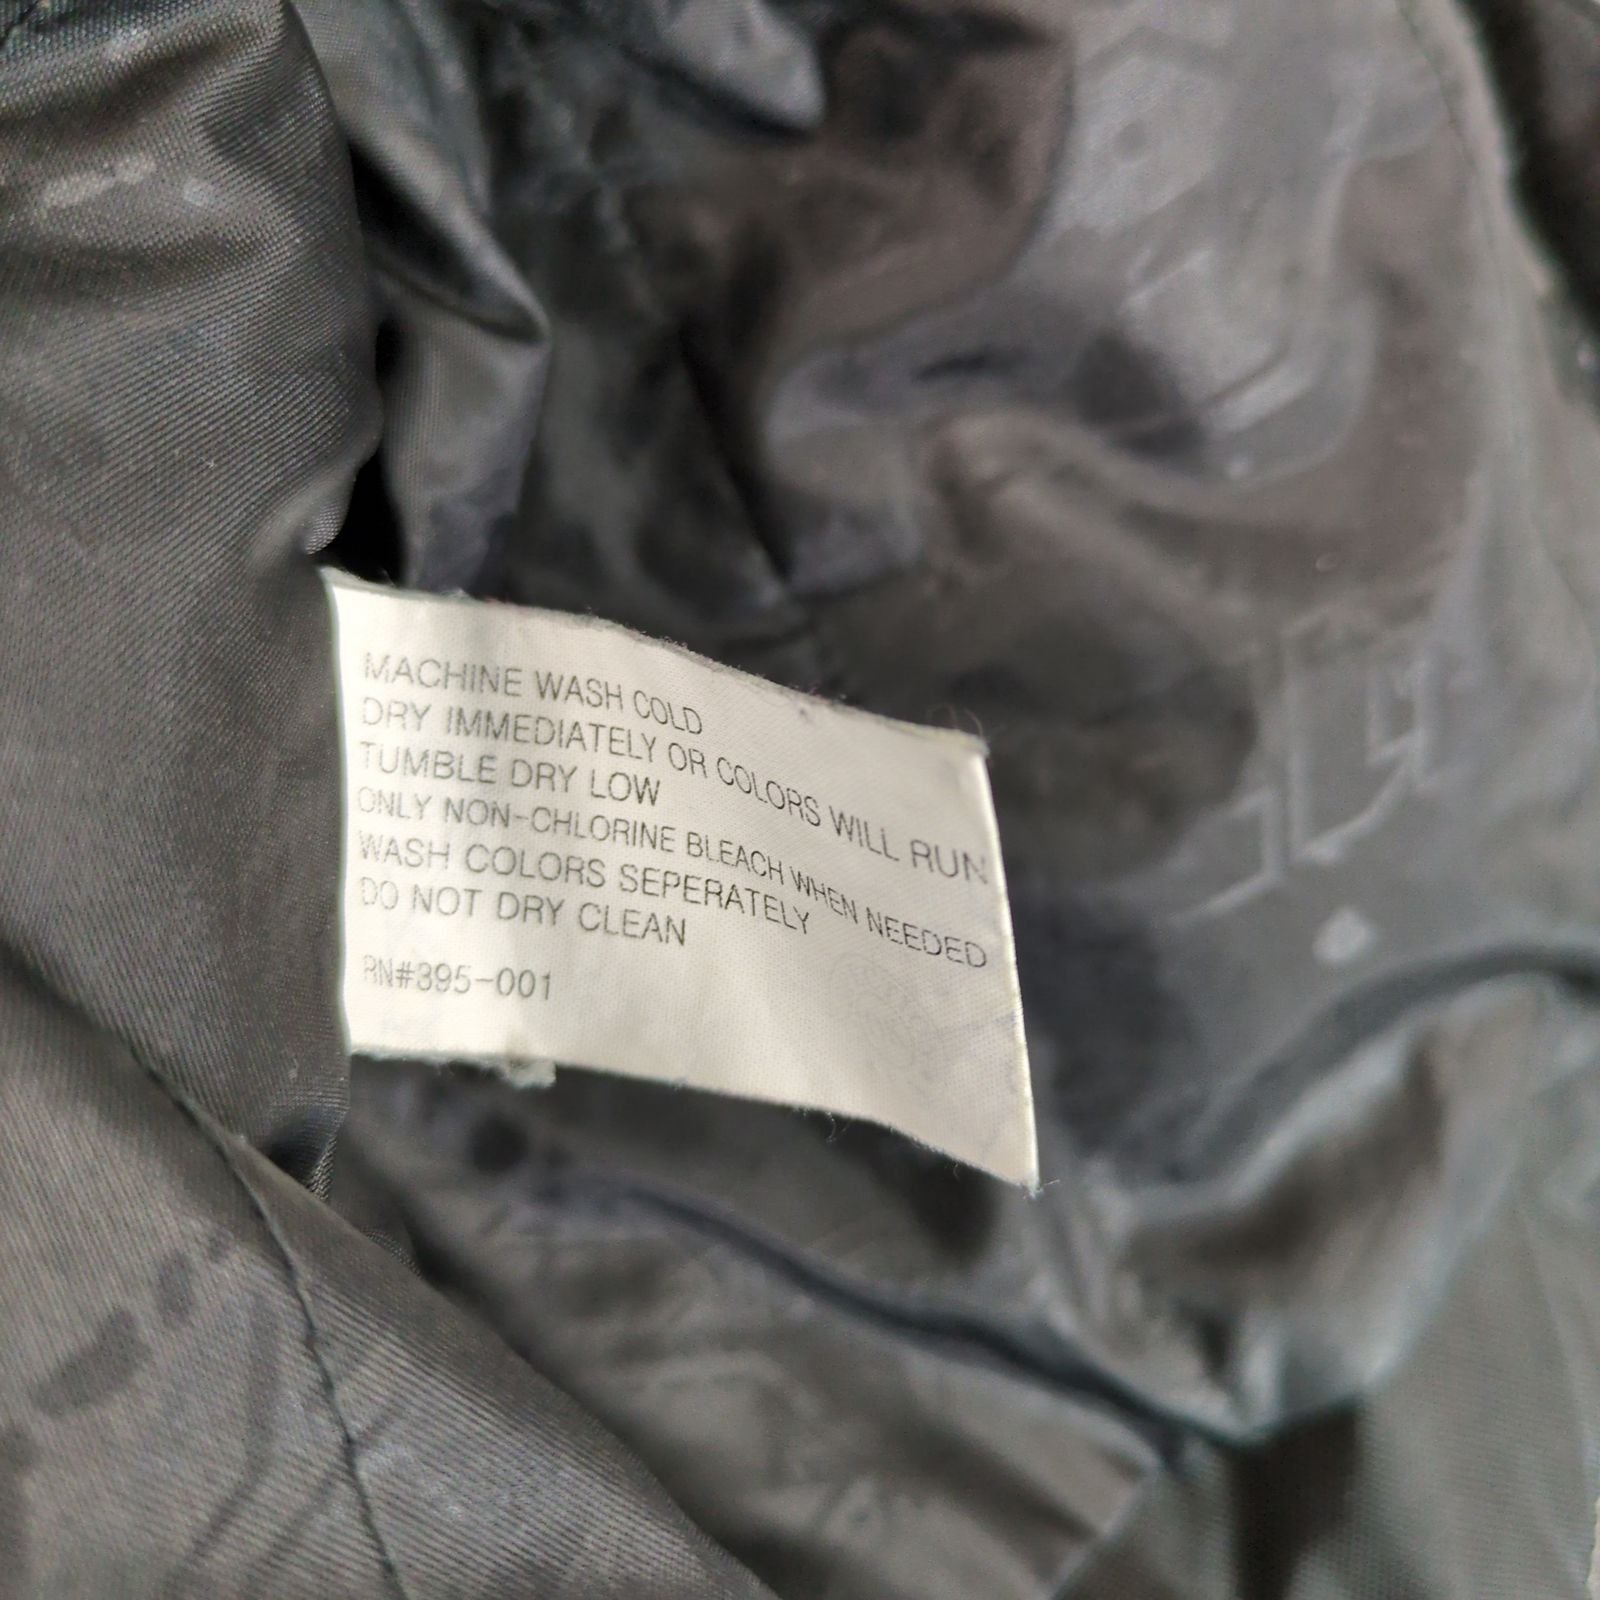 MACHINE WASH COLD
DRY IMMEDIATELY OR COLORS WILL RUN
TUMBLE DRY LOW
ONLY NON-CHLORINE BLEACH WHEN NEEDED
WASH COLORS SEPERATELY
DO NOT DRY CLEAN
RN#395-001